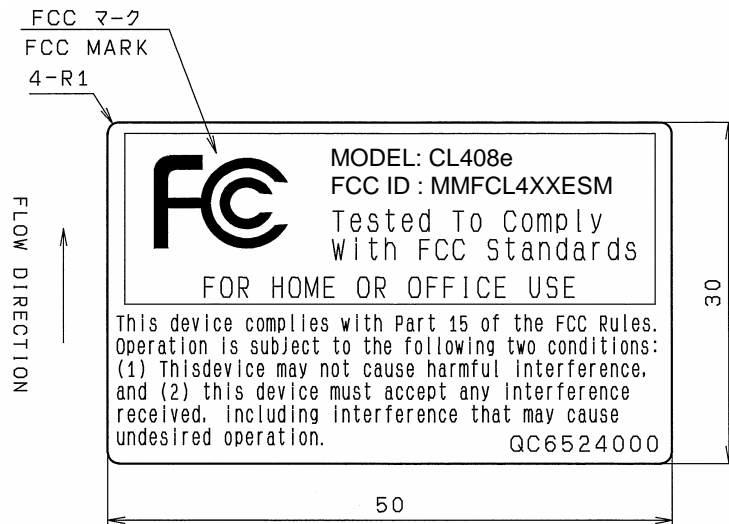 FCC マーク
FCC MARK
4-R1
FCC
MODEL: CL408e
FCC ID : MMFCL4XXESM
Tested To Comply
With FCC Standards
FOR HOME OR OFFICE USE
This device complies with Part 15 of the FCC Rules.
Operation is subject to the following two conditions:
(1) Thisdevice may not cause harmful interference,
and (2) this device must accept any interference
received, including interference that may cause
undesired operation.
QC6524000
FLOW DIRECTION
30
50